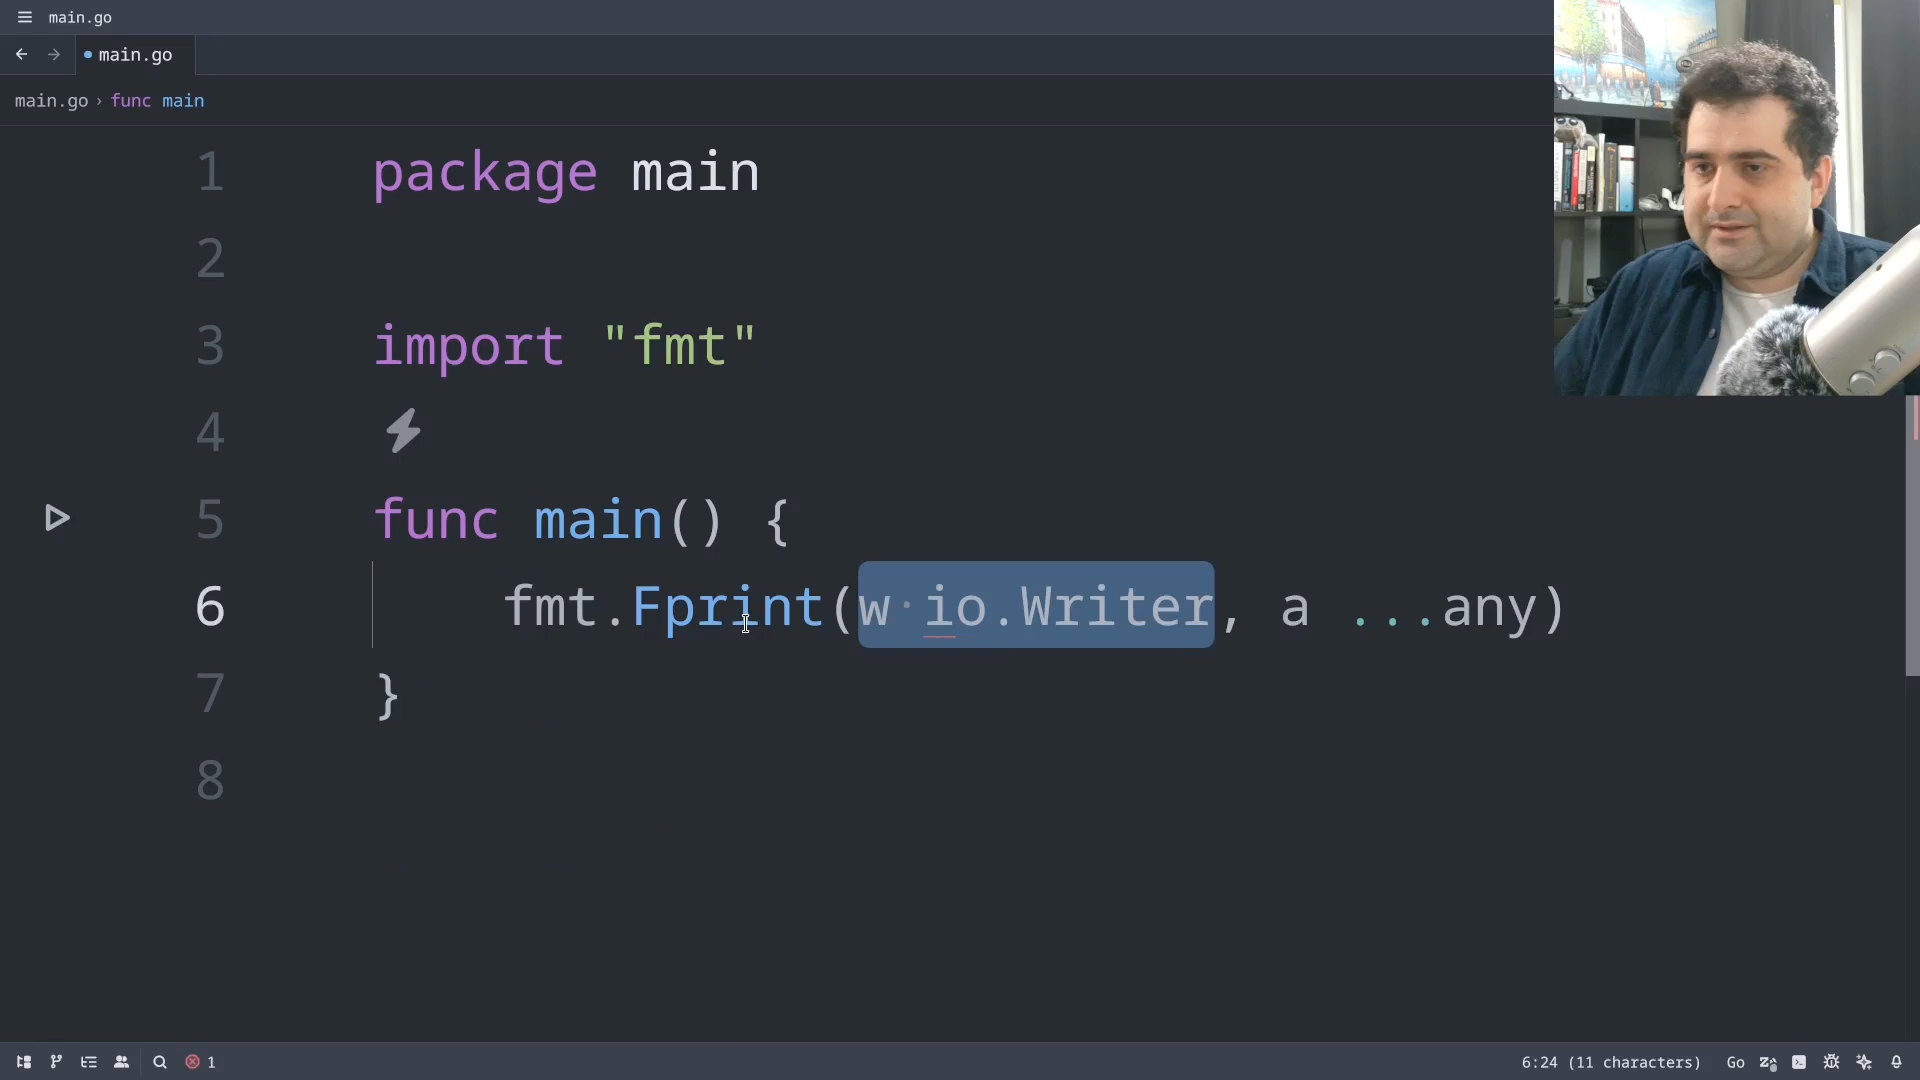 main.go
main.go
main.go › func main
1 package main
2
3 import "fmt"
4
5 func main() {
6 fmt.Fprint(w·io.Writer, a ...any)
7 }
8
1
6:24 (11 characters) Go